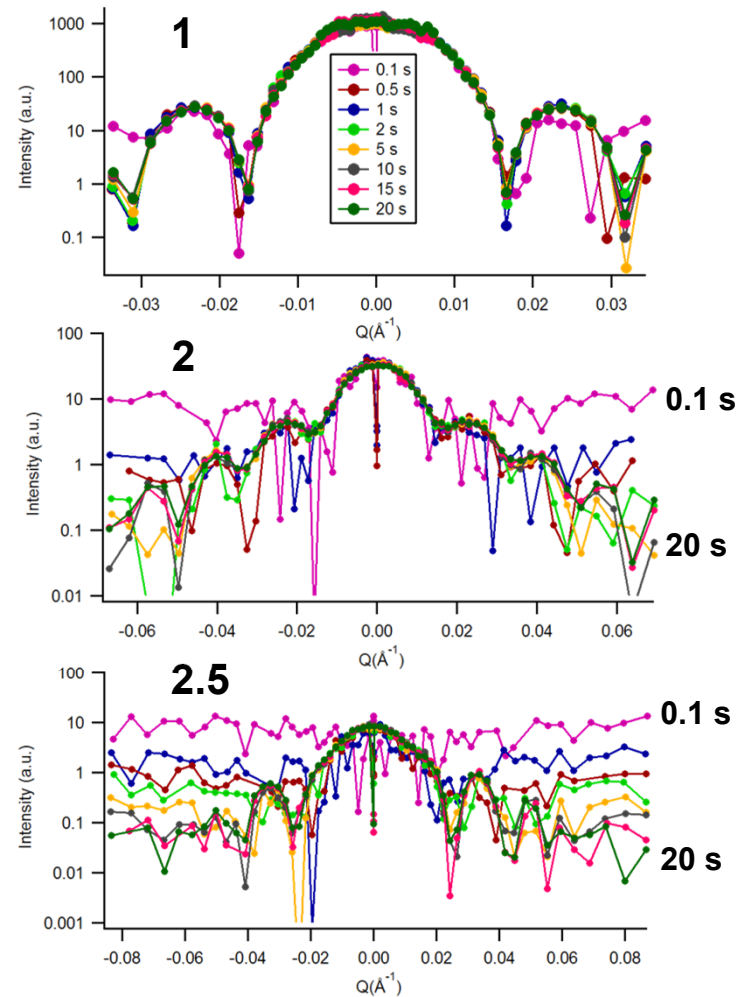 1
1000
100
10
1
0.1
Intensity (a.u.)
0.1 s
0.5 s
1 s
2 s
5 s
10 s
15 s
20 s
-0.03 -0.02 -0.01 0.00 0.01 0.02 0.03
Q(Å⁻¹)
2
100
10
1
0.1
0.01
Intensity (a.u.)
0.1 s
20 s
-0.06 -0.04 -0.02 0.00 0.02 0.04 0.06
Q(Å⁻¹)
2.5
100
10
1
0.1
0.01
0.001
Intensity (a.u.)
0.1 s
20 s
-0.08 -0.06 -0.04 -0.02 0.00 0.02 0.04 0.06 0.08
Q(Å⁻¹)